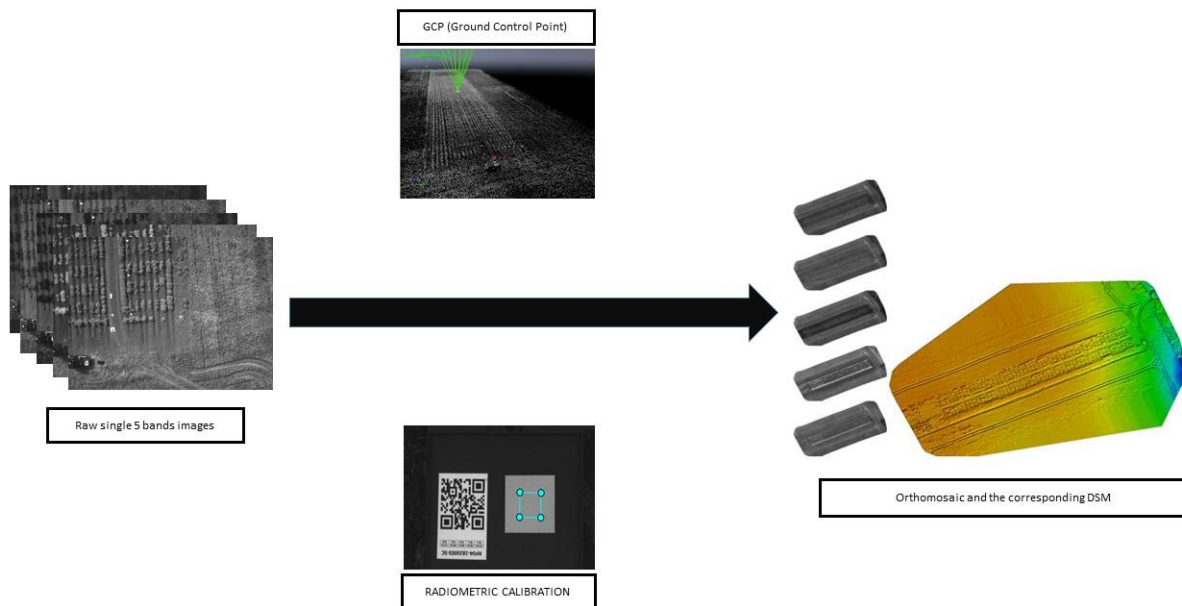 GCP (Ground Control Point)
Raw single 5 bands images
Orthomosaic and the corresponding DSM
RADIOMETRIC CALIBRATION